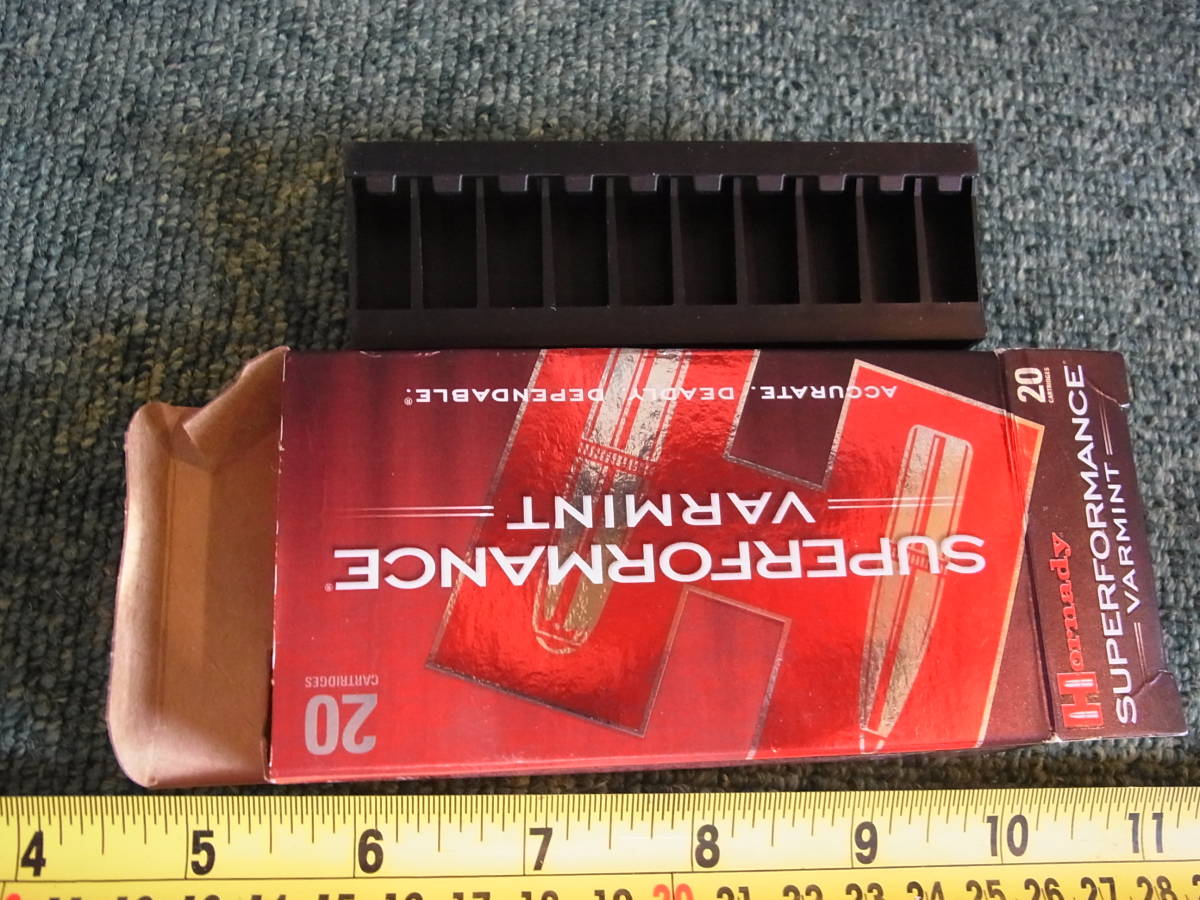 ACCURATE. DEADLY. DEPENDABLE.®
SUPERFORMANCE®
VARMINT
20
CARTRIDGES
20
CARTRIDGES
Hornady
SUPERFORMANCE®
VARMINT
4 5 6 7 8 9 10 11
20 21 22 23 24 25 26 27 28